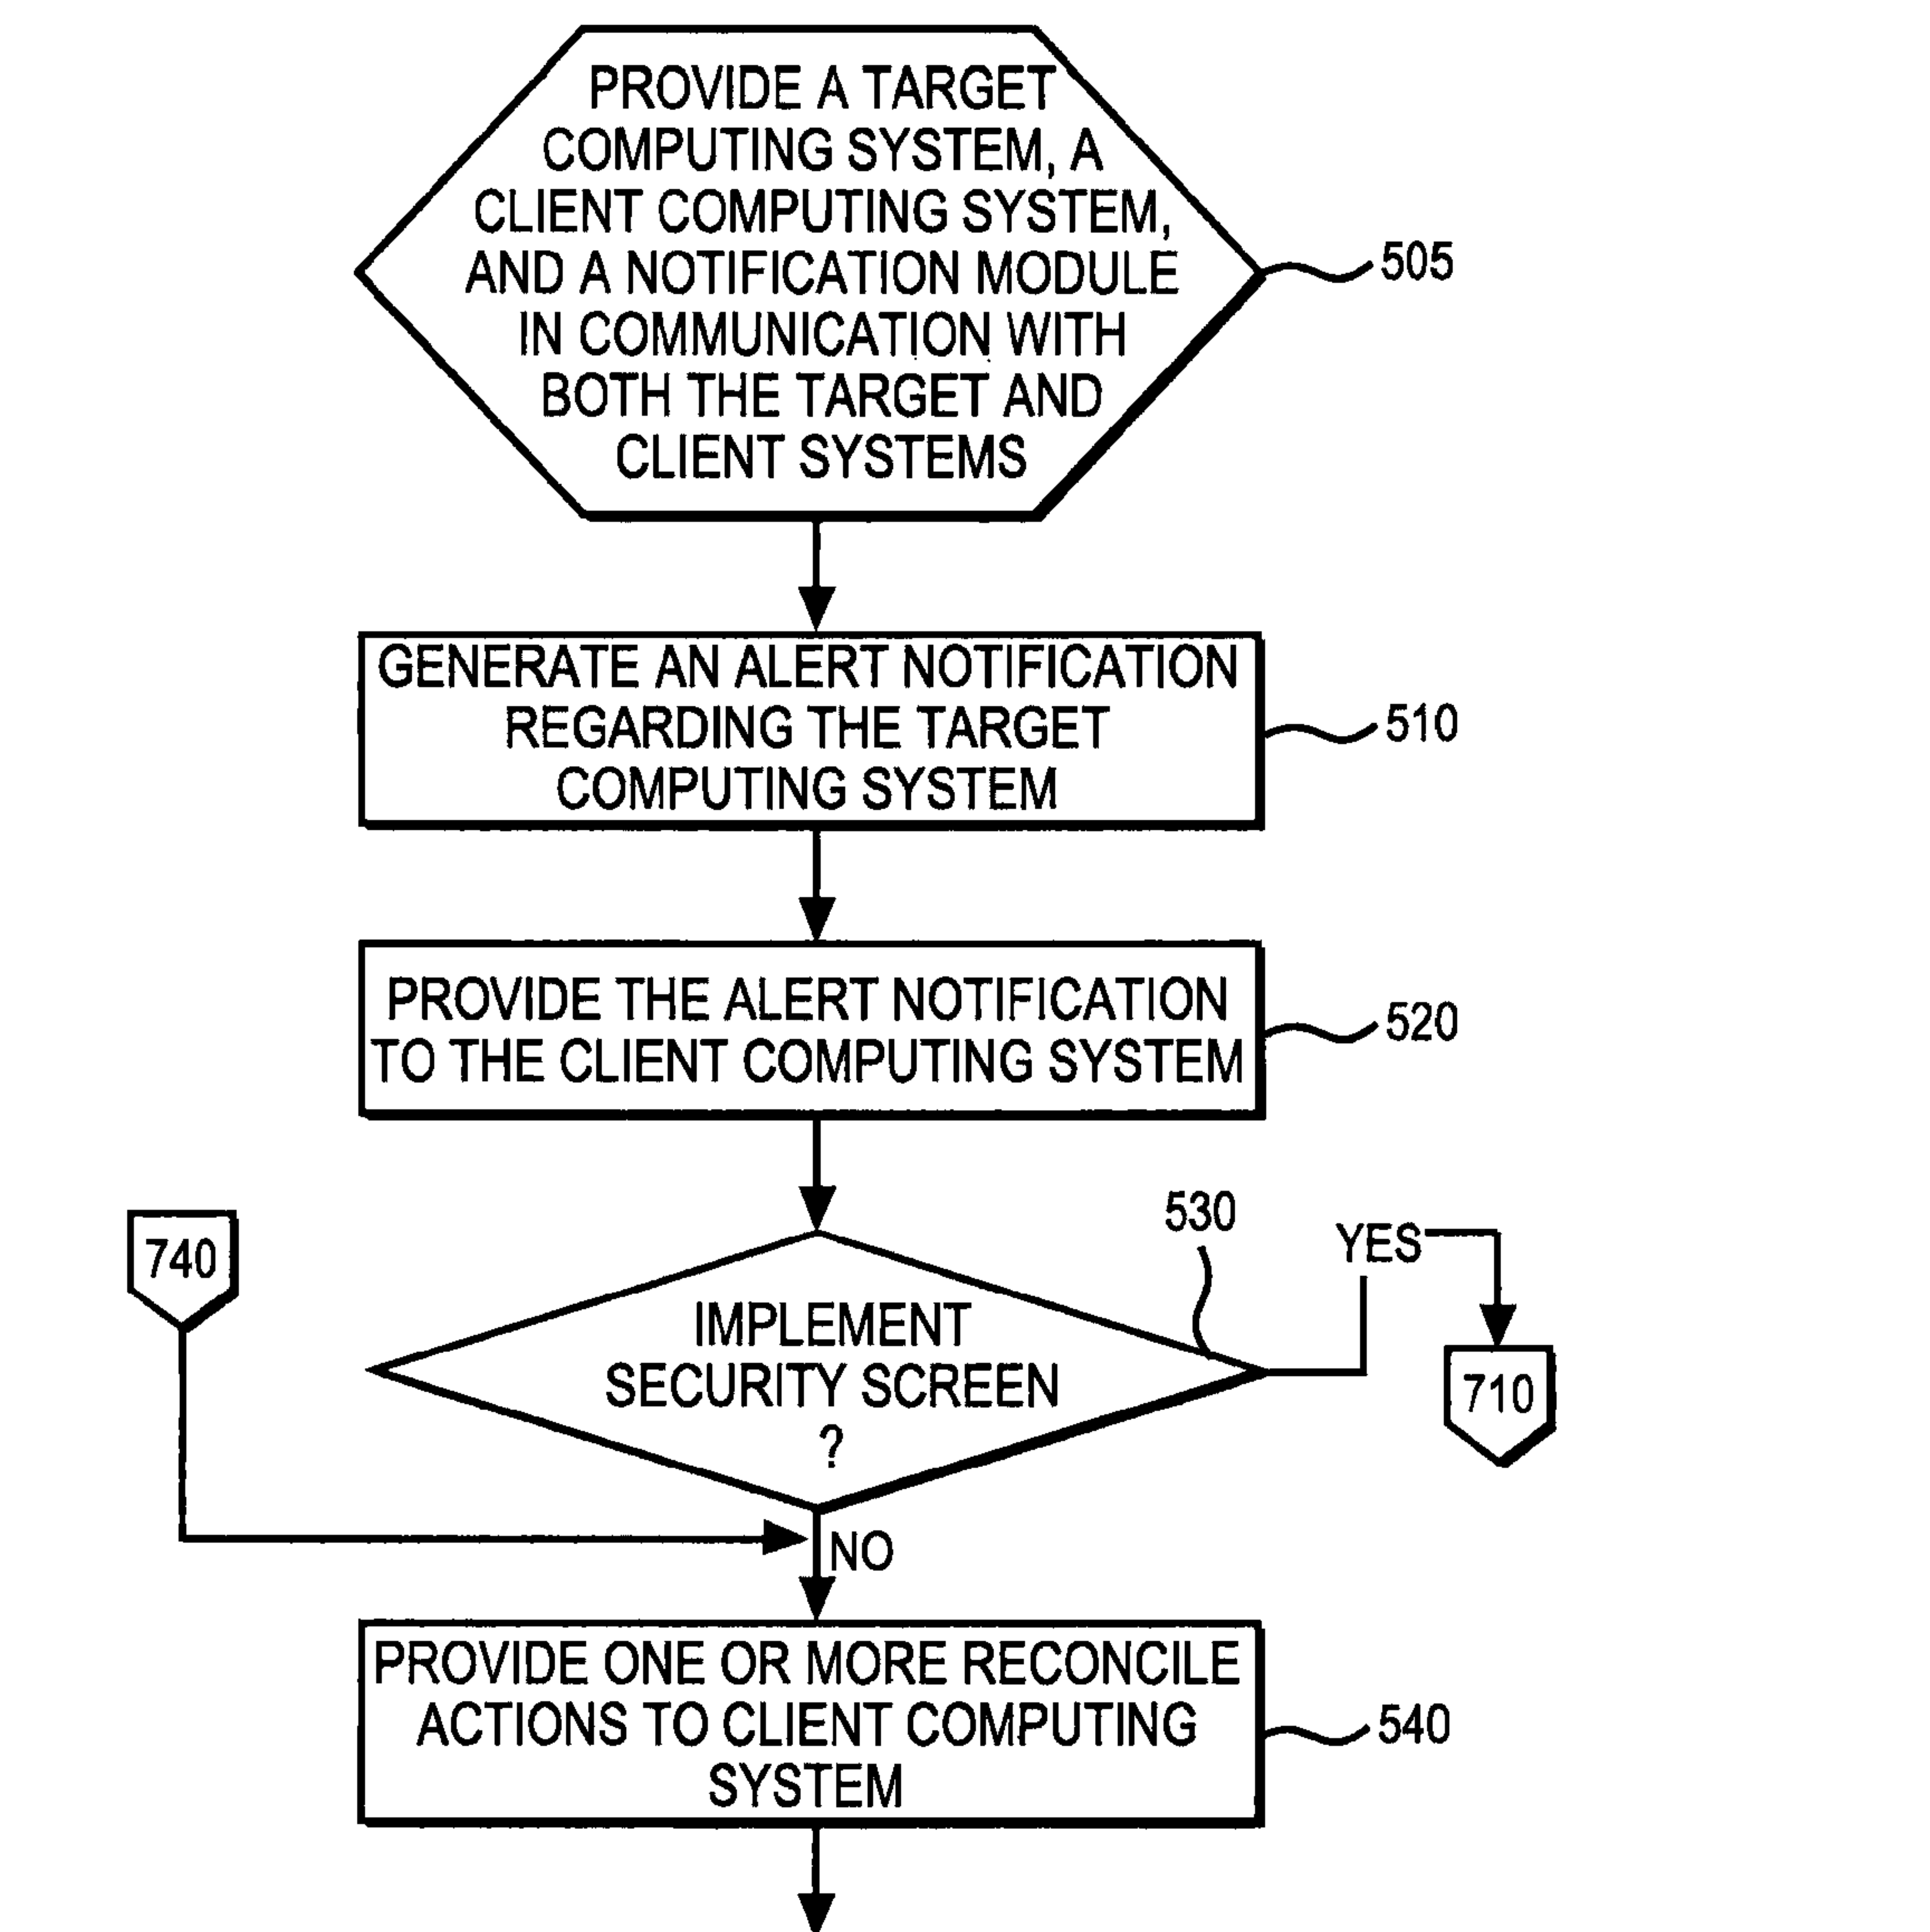 PROVIDE A TARGET
COMPUTING SYSTEM, A
CLIENT COMPUTING SYSTEM,
AND A NOTIFICATION MODULE
IN COMMUNICATION WITH
BOTH THE TARGET AND
CLIENT SYSTEMS
505
GENERATE AN ALERT NOTIFICATION
REGARDING THE TARGET
COMPUTING SYSTEM
510
PROVIDE THE ALERT NOTIFICATION
TO THE CLIENT COMPUTING SYSTEM
520
530
YES
740
IMPLEMENT
SECURITY SCREEN
?
710
NO
PROVIDE ONE OR MORE RECONCILE
ACTIONS TO CLIENT COMPUTING
SYSTEM
540